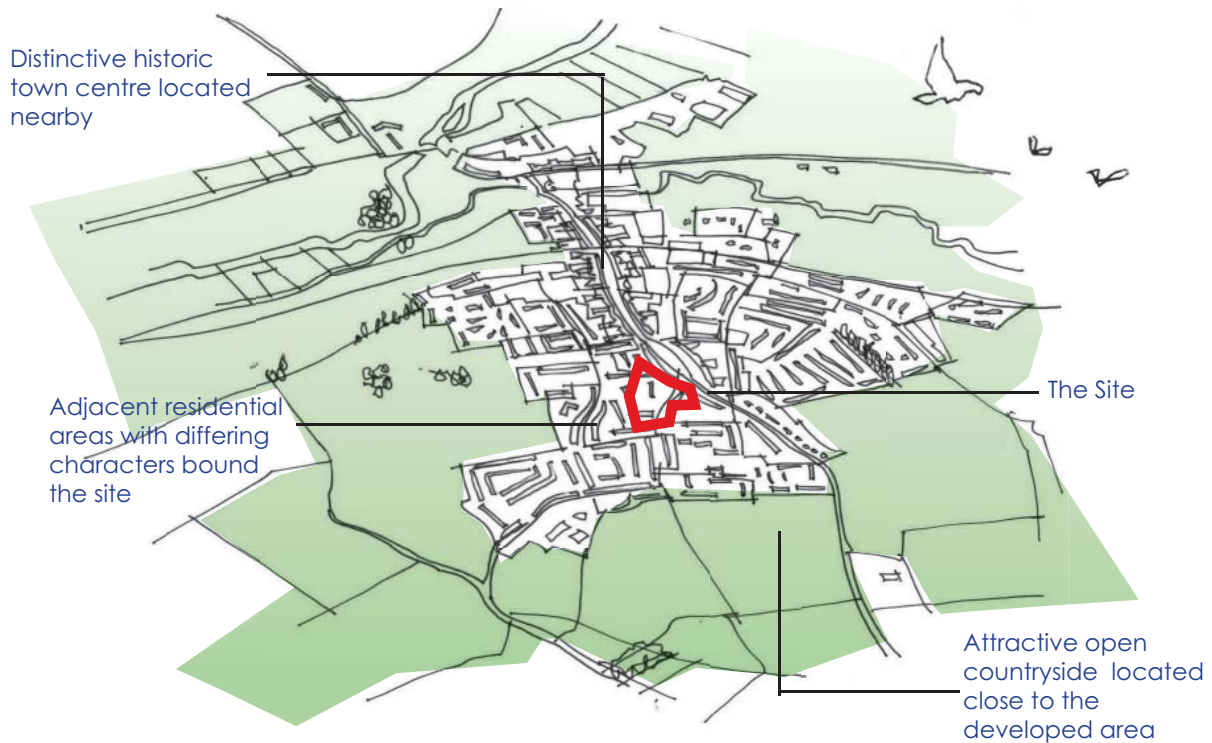 Distinctive historic
town centre located
nearby
The Site
Adjacent residential
areas with differing
characters bound
the site
Attractive open
countryside located
close to the
developed area